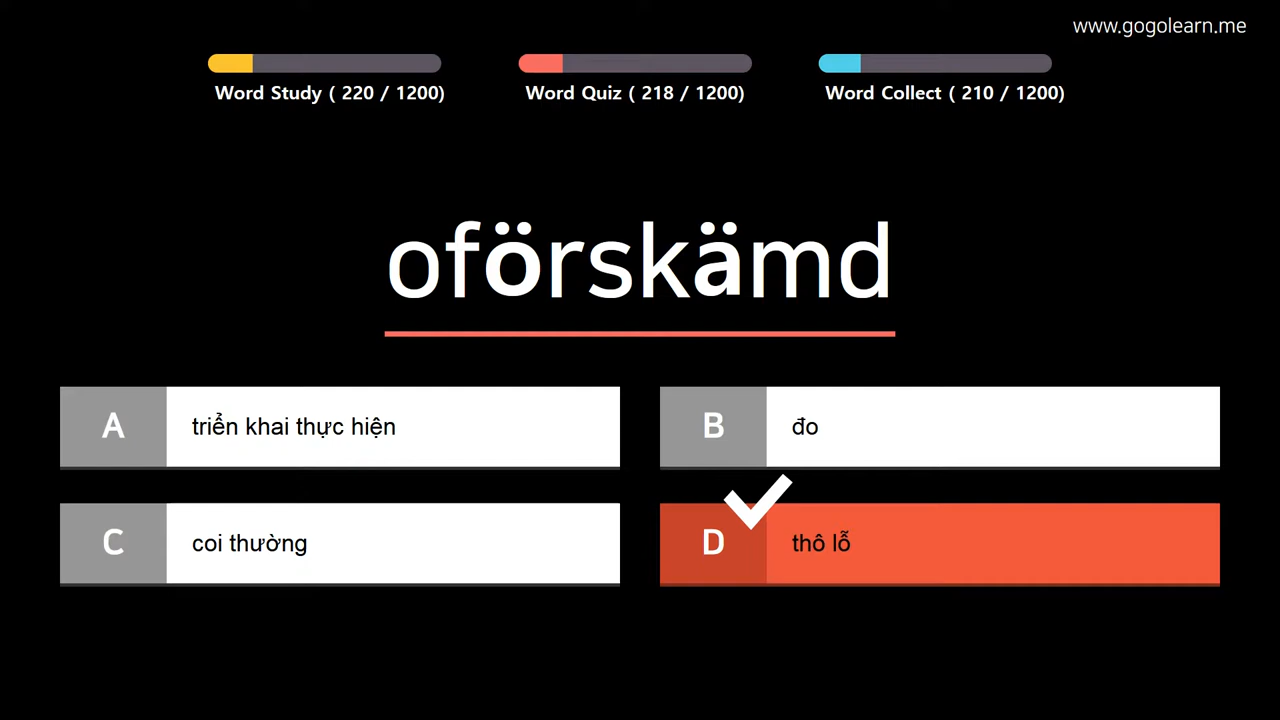 www.gogolearn.me
Word Study ( 220 / 1200)
Word Quiz ( 218 / 1200)
Word Collect ( 210 / 1200)
oförskämd
A triển khai thực hiện
B đo
C coi thường
D thô lỗ